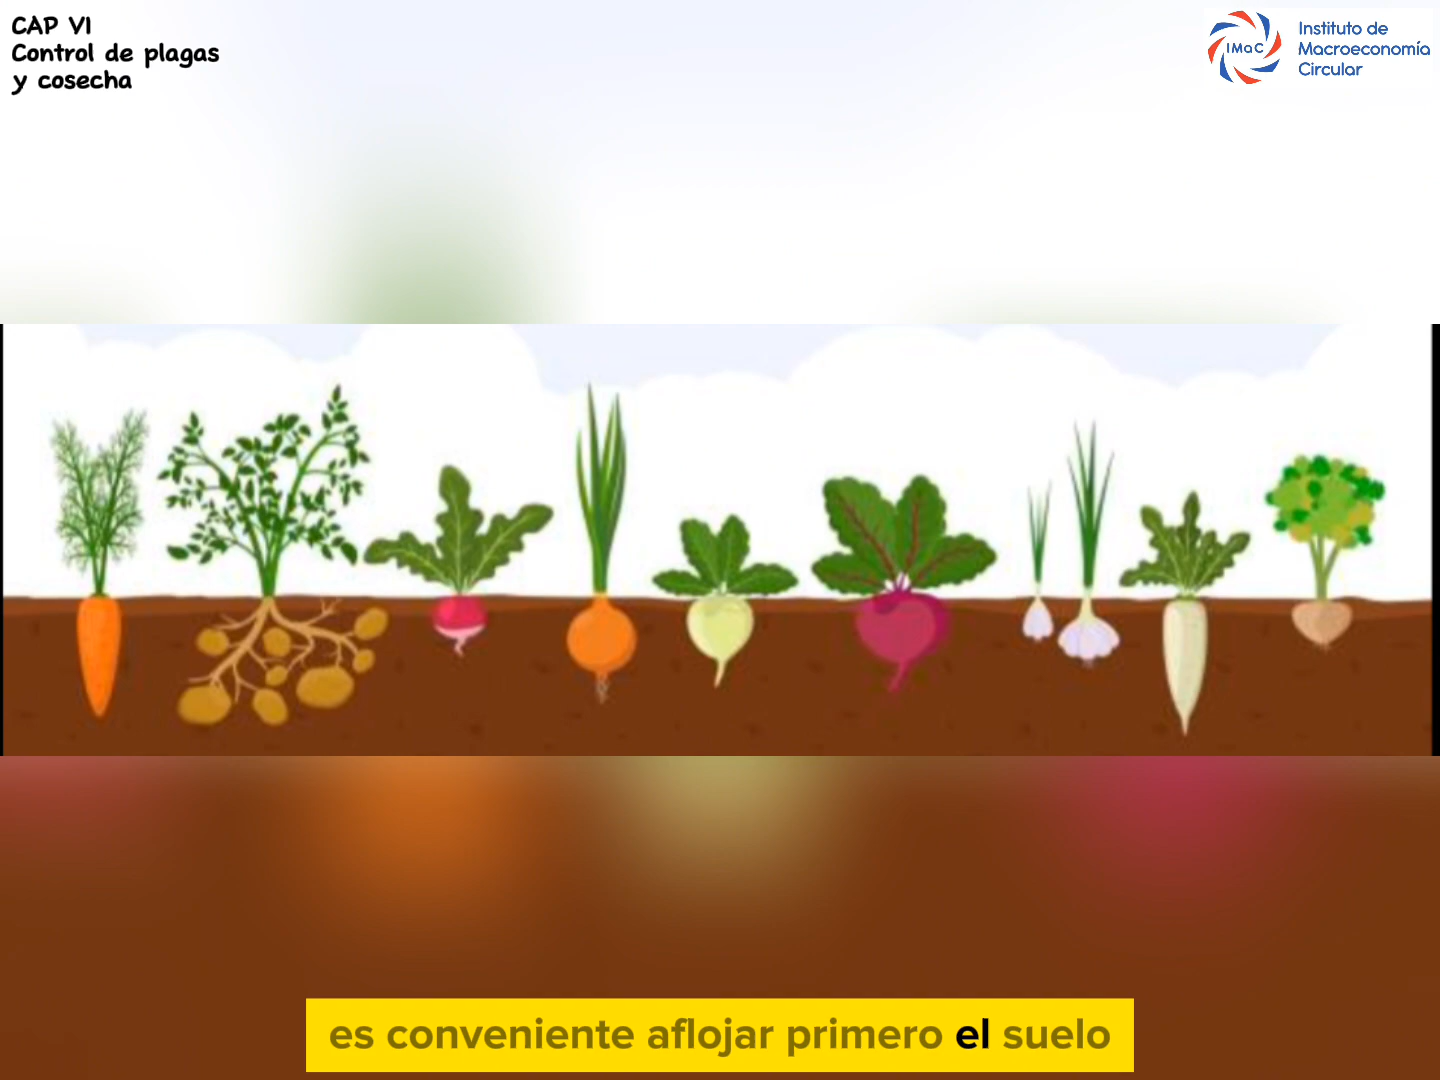 CAP VI
Control de plagas
y cosecha
IMaC
Instituto de
Macroeconomía
Circular
es conveniente aflojar primero el suelo